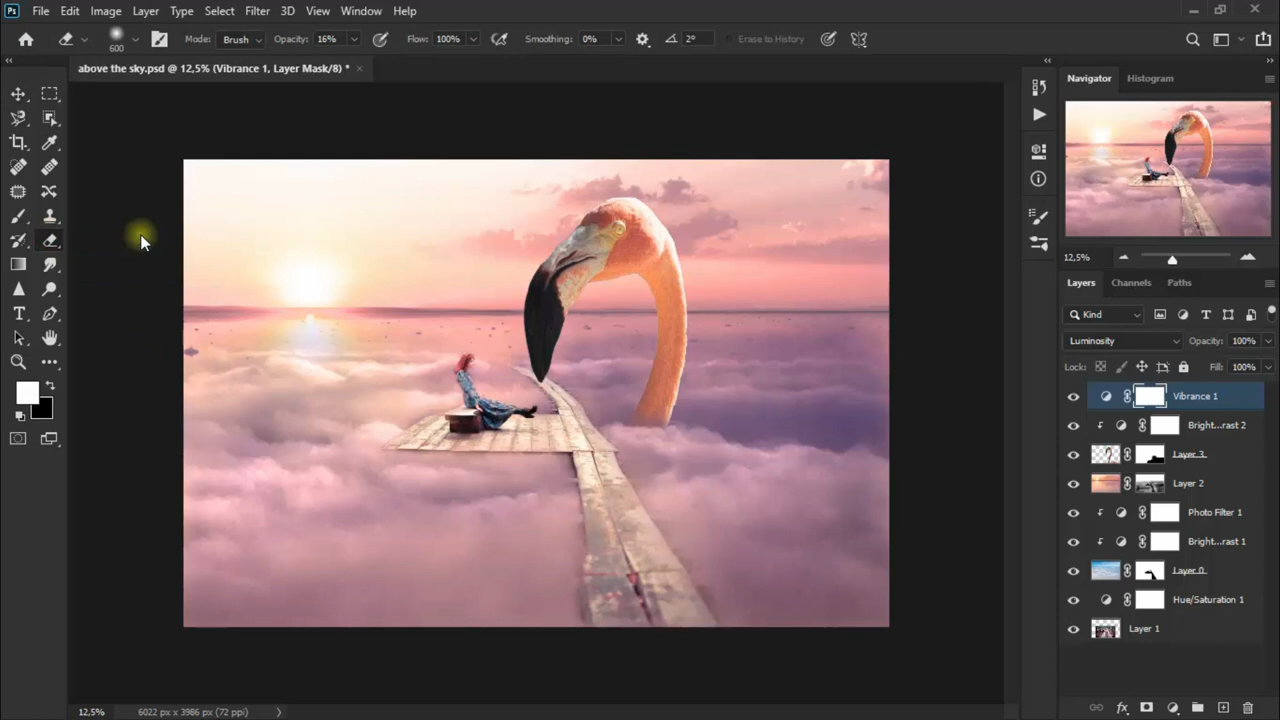 Ps File Edit Image Layer Type Select Filter 3D View Window Help
600 Mode: Brush Opacity: 16% Flow: 100% Smoothing: 0% 2° Erase to History
above the sky.psd @ 12,5% (Vibrance 1, Layer Mask/8) * ×
Navigator Histogram
12,5%
Layers Channels Paths
Kind
Luminosity Opacity: 100%
Lock: Fill: 100%
Vibrance 1
Bright...rast 2
Layer 3
Layer 2
Photo Filter 1
Bright...rast 1
Layer 0
Hue/Saturation 1
Layer 1
12,5% 6022 px x 3986 px (72 ppi)